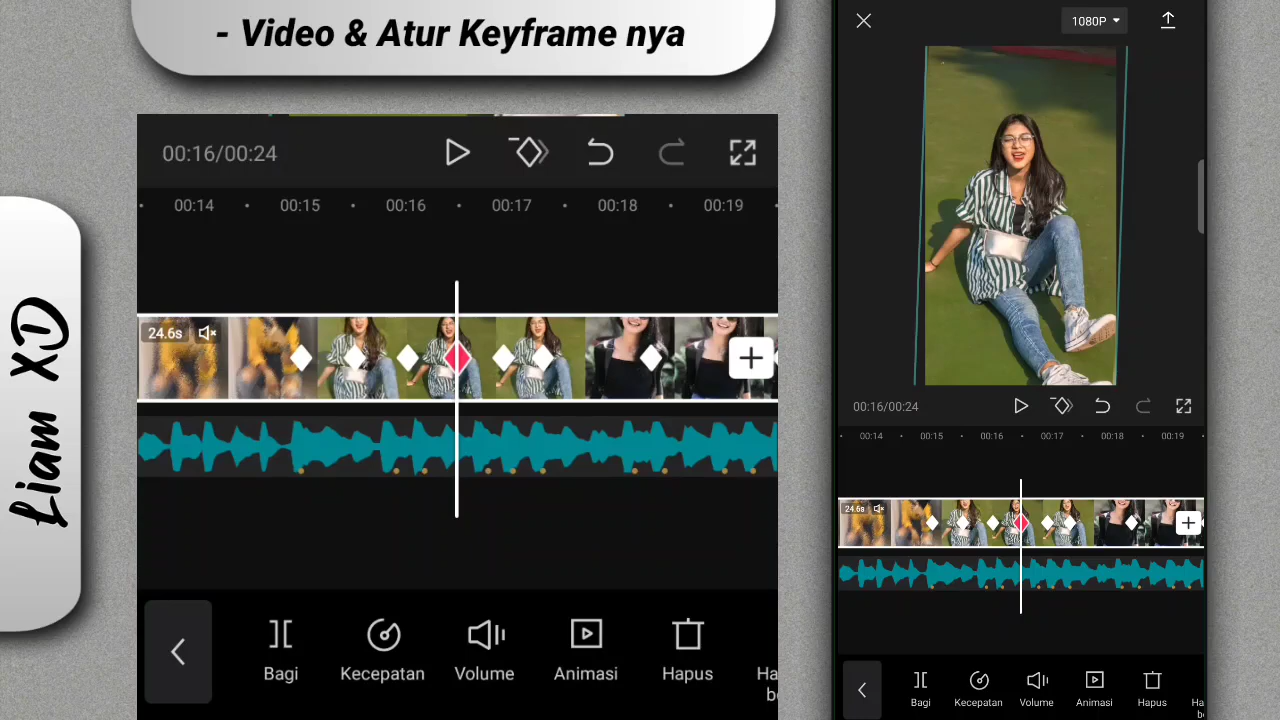 - Video & Atur Keyframe nya
Liam XD
00:16/00:24
00:14 00:15 00:16 00:17 00:18 00:19
24.6s
Bagi Kecepatan Volume Animasi Hapus Ha
b
1080P
00:16/00:24
00:14 00:15 00:16 00:17 00:18 00:19
24.6s
Bagi Kecepatan Volume Animasi Hapus Ha
b